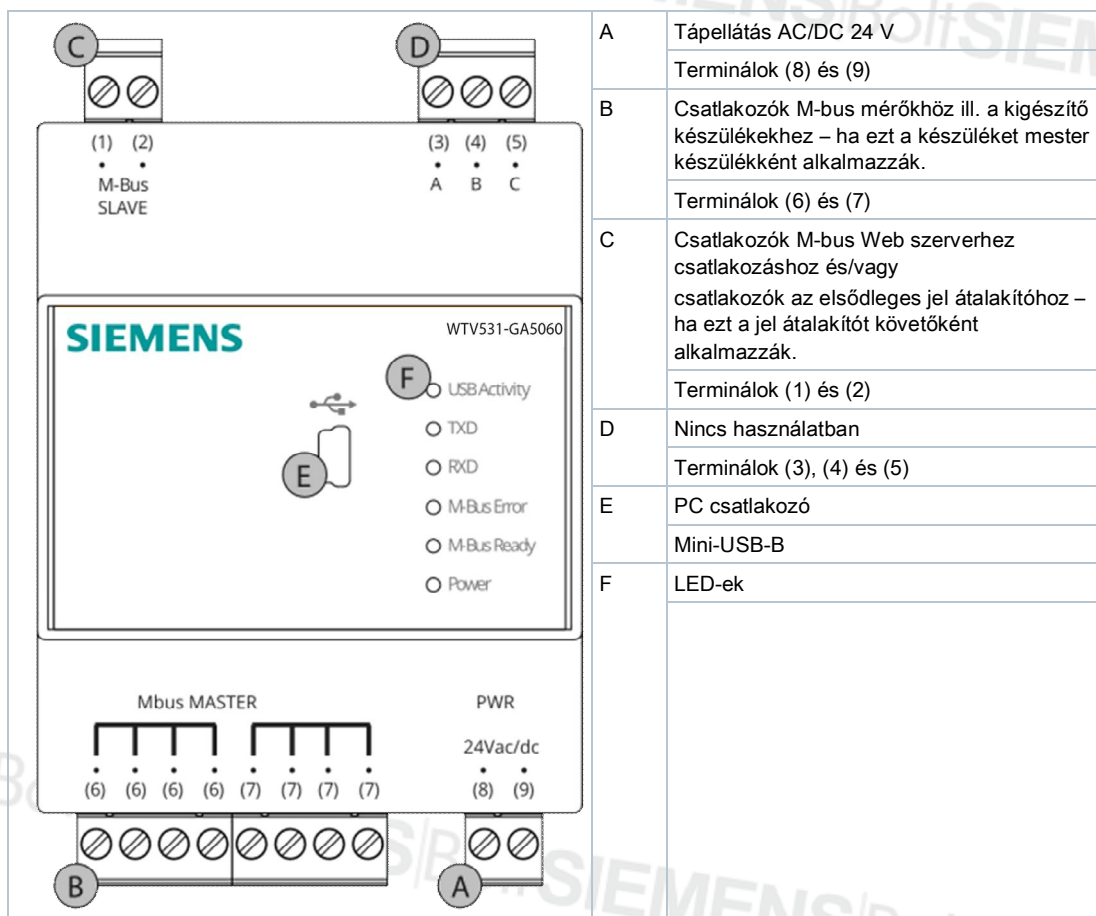 C
D
(1) (2)
M-Bus
SLAVE
(3) (4) (5)
A B C
SIEMENS
WTV531-GA5060
F
USB Activity
TXD
RXD
M-Bus Error
M-Bus Ready
Power
E
Mbus MASTER
PWR
24Vac/dc
(6) (6) (6) (6) (7) (7) (7) (7)
(8) (9)
B
A
A Tápellátás AC/DC 24 V
Terminálok (8) és (9)
B Csatlakozók M-bus mérőkhöz ill. a kigészítő
készülékekhez – ha ezt a készüléket mester
készülékként alkalmazzák.
Terminálok (6) és (7)
C Csatlakozók M-bus Web szerverhez
csatlakozáshoz és/vagy
csatlakozók az elsődleges jel átalakítóhoz –
ha ezt a jel átalakítót követőként
alkalmazzák.
Terminálok (1) és (2)
D Nincs használatban
Terminálok (3), (4) és (5)
E PC csatlakozó
Mini-USB-B
F LED-ek